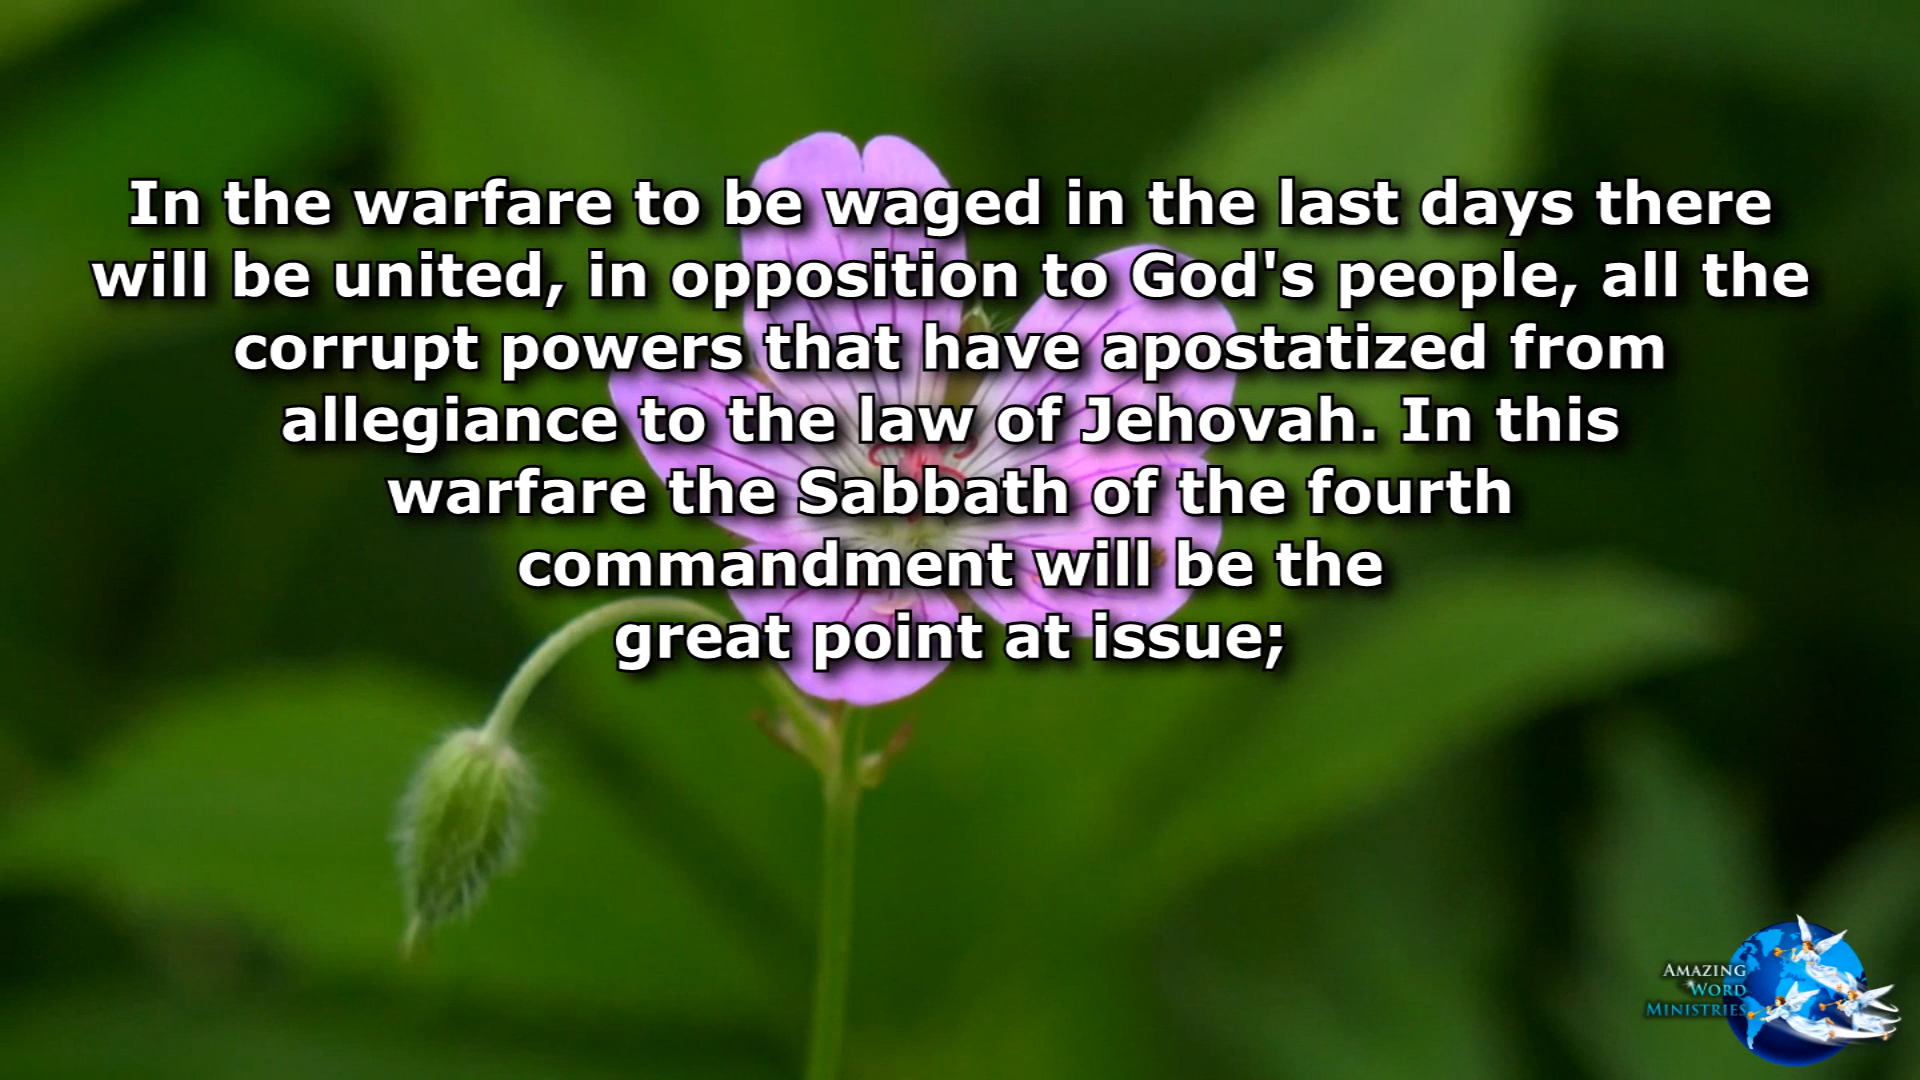 In the warfare to be waged in the last days there
will be united, in opposition to God's people, all the
corrupt powers that have apostatized from
allegiance to the law of Jehovah. In this
warfare the Sabbath of the fourth
commandment will be the
great point at issue;
AMAZING
WORD
MINISTRIES